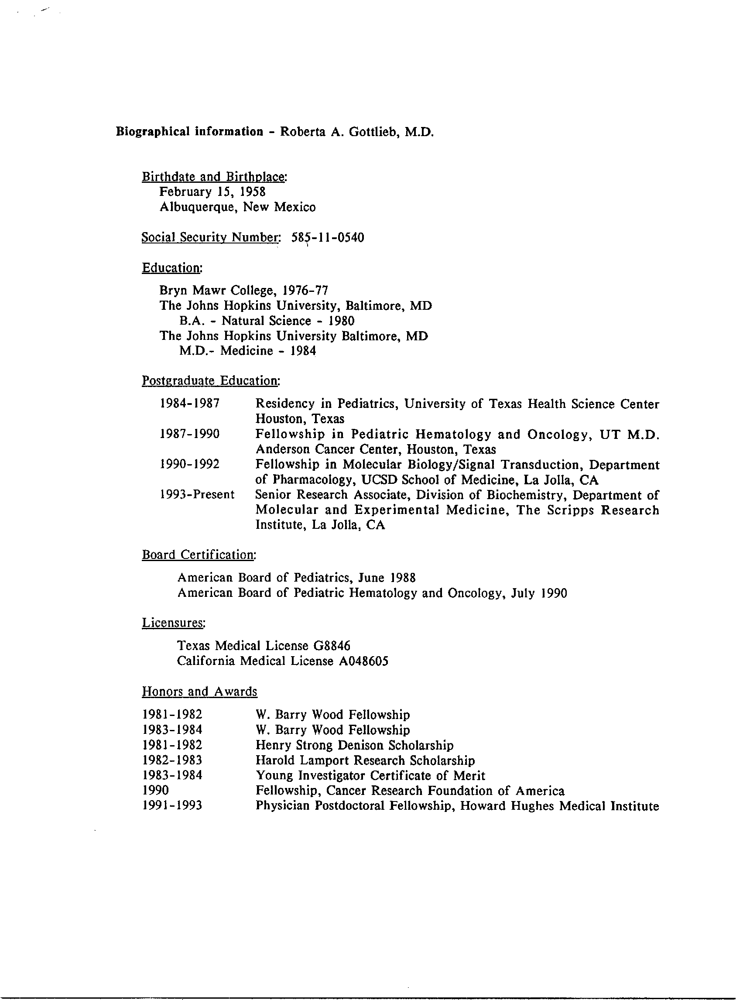 Biographical information - Roberta A. Gottlieb, M.D.
Birthdate and Birthplace:
February 15, 1958
Albuquerque, New Mexico
Social Security Number: 585-11-0540
Education:
Bryn Mawr College, 1976-77
The Johns Hopkins University, Baltimore, MD
B.A. - Natural Science - 1980
The Johns Hopkins University Baltimore, MD
M.D.- Medicine - 1984
Postgraduate Education:
1984-1987 Residency in Pediatrics, University of Texas Health Science Center
Houston, Texas
1987-1990 Fellowship in Pediatric Hematology and Oncology, UT M.D.
Anderson Cancer Center, Houston, Texas
1990-1992 Fellowship in Molecular Biology/Signal Transduction, Department
of Pharmacology, UCSD School of Medicine, La Jolla, CA
1993-Present Senior Research Associate, Division of Biochemistry, Department of
Molecular and Experimental Medicine, The Scripps Research
Institute, La Jolla, CA
Board Certification:
American Board of Pediatrics, June 1988
American Board of Pediatric Hematology and Oncology, July 1990
Licensures:
Texas Medical License G8846
California Medical License A048605
Honors and Awards
1981-1982 W. Barry Wood Fellowship
1983-1984 W. Barry Wood Fellowship
1981-1982 Henry Strong Denison Scholarship
1982-1983 Harold Lamport Research Scholarship
1983-1984 Young Investigator Certificate of Merit
1990 Fellowship, Cancer Research Foundation of America
1991-1993 Physician Postdoctoral Fellowship, Howard Hughes Medical Institute